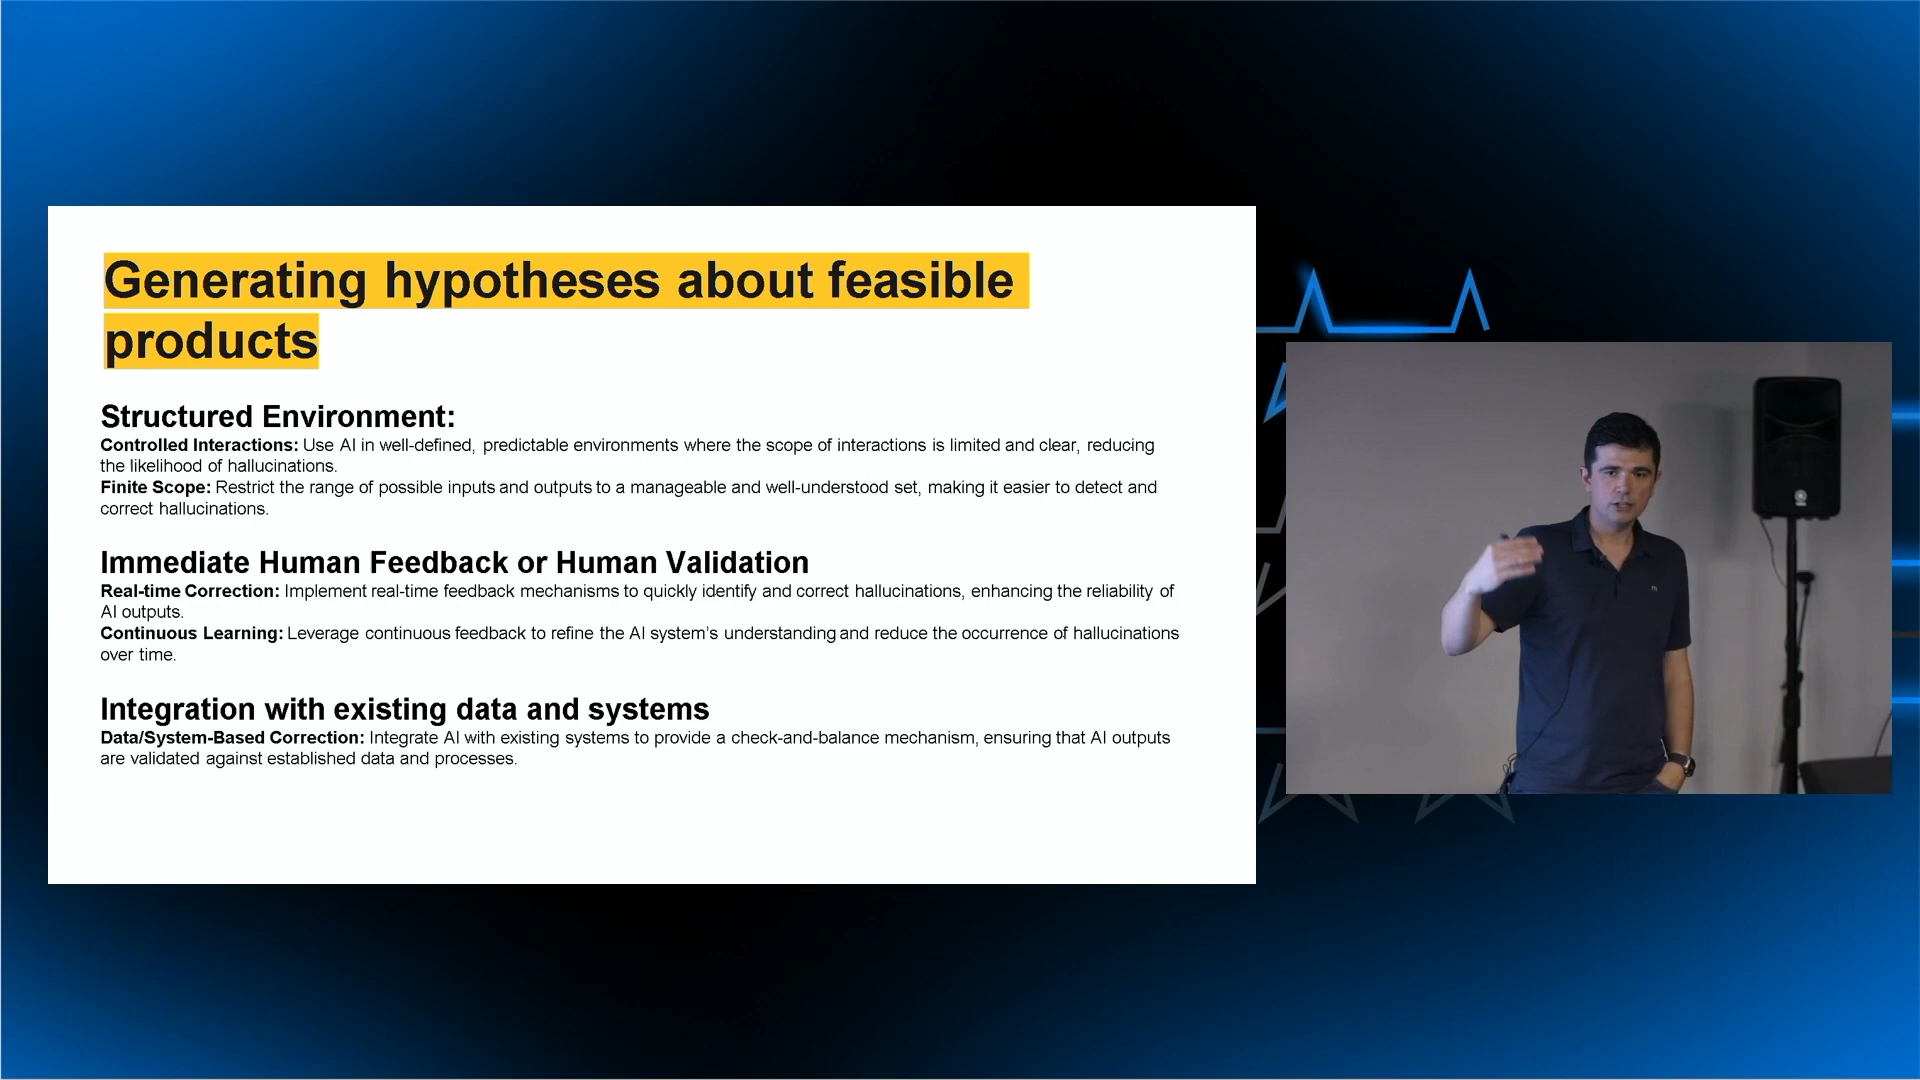 Generating hypotheses about feasible
products
Structured Environment:
Controlled Interactions: Use AI in well-defined, predictable environments where the scope of interactions is limited and clear, reducing
the likelihood of hallucinations.
Finite Scope: Restrict the range of possible inputs and outputs to a manageable and well-understood set, making it easier to detect and
correct hallucinations.
Immediate Human Feedback or Human Validation
Real-time Correction: Implement real-time feedback mechanisms to quickly identify and correct hallucinations, enhancing the reliability of
AI outputs.
Continuous Learning: Leverage continuous feedback to refine the AI system’s understanding and reduce the occurrence of hallucinations
over time.
Integration with existing data and systems
Data/System-Based Correction: Integrate AI with existing systems to provide a check-and-balance mechanism, ensuring that AI outputs
are validated against established data and processes.